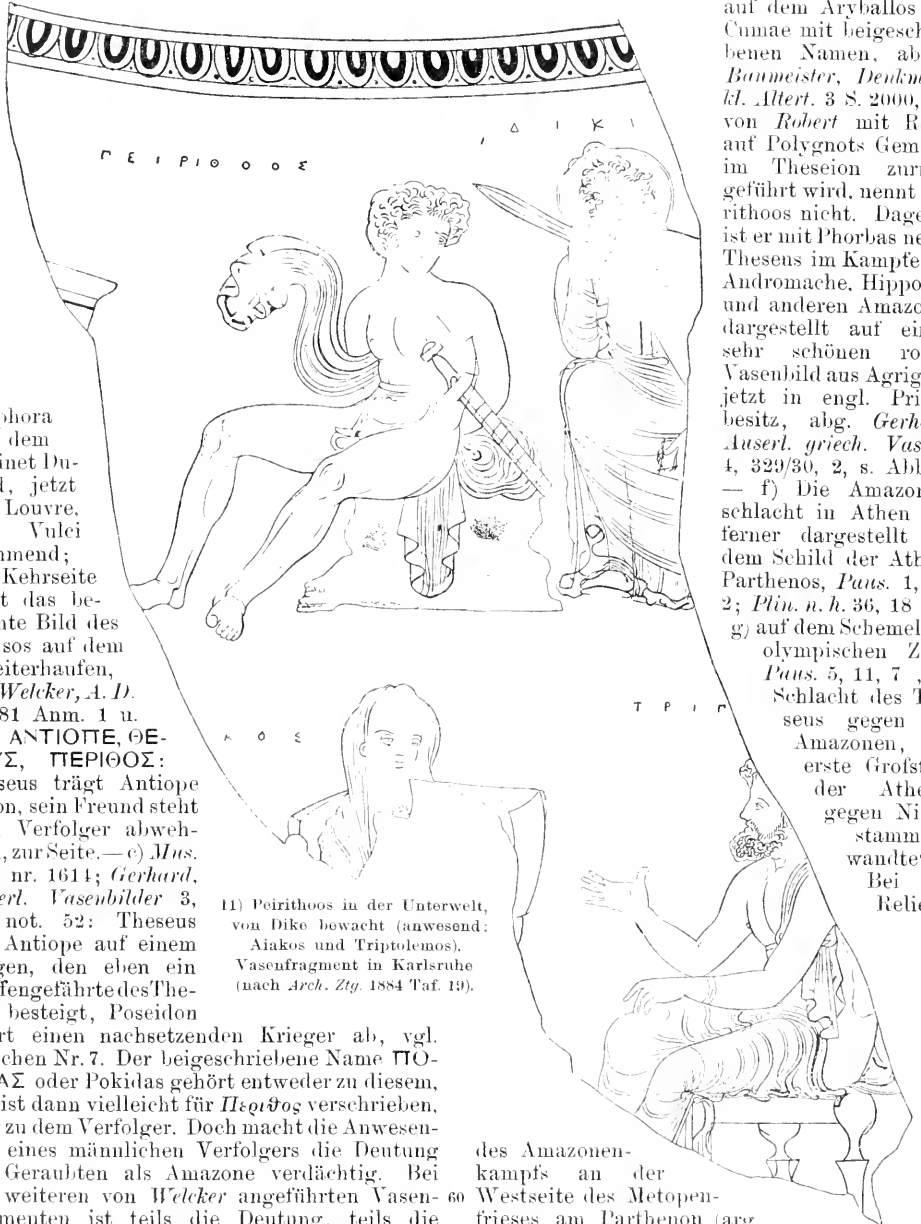 auf dem Aryballos
Cumae mit beigesch
benen Namen, ab
Baumeister, Denkm
kl. Altert. 3 S. 2000,
von Robert mit R
auf Polygnots Gem
im Theseion zur
geführt wird, nennt
rithoos nicht. Dage
ist er mit Phorbas ne
Theseus im Kampfe
Andromache, Hippo
und anderen Amazo
dargestellt auf ei
sehr schönen ro
Vasenbild aus Agrig
jetzt in engl. Pri
besitz, abg. Gerh
Auserl. griech. Vas
4, 329/30, 2, s. Abl
— f) Die Amazon
schlacht in Athen
ferner dargestellt
dem Schild der Ath
Parthenos, Paus. 1,
2; Plin. n. h. 36, 18
g) auf dem Schemel
olympischen Z
Paus. 5, 11, 7 ,
Schlacht des T
seus gegen
Amazonen,
erste Grofst
der Athe
gegen Ni
stamm
wandte
Bei
Relie
ΠΕΙΡΙΘΟΟΣ
ΔΙΚΙ
ΚΟΣ
ΤΡΙΠ
phora
dem
inet Du-
d, jetzt
Louvre,
Vulci
mmend;
Kehrseite
t das be-
nte Bild des
sos auf dem
eiterhaufen,
Welcker, A. D.
81 Anm. 1 u.
ΑΝΤΙΟΠΕ, ΘΕ-
ΥΣ, ΠΕΡΙΘΟΣ:
seus trägt Antiope
on, sein Freund steht
Verfolger abweh-
, zur Seite. — c) Mus.
nr. 1614; Gerhard,
erl. Vasenbilder 3,
not. 52: Theseus
Antiope auf einem
gen, den eben ein
ffengefährte des The-
besteigt, Poseidon
rt einen nachsetzenden Krieger ab, vgl.
chen Nr. 7. Der beigeschriebene Name ΠΟ-
ΑΣ oder Pokidas gehört entweder zu diesem,
ist dann vielleicht für Περιθος verschrieben,
zu dem Verfolger. Doch macht die Anwesen-
eines männlichen Verfolgers die Deutung
Geraubten als Amazone verdächtig. Bei
weiteren von Welcker angeführten Vasen-
menten ist teils die Deutung, teils die
11) Peirithoos in der Unterwelt,
von Dike bewacht (anwesend:
Aiakos und Triptolemos).
Vasenfragment in Karlsruhe
(nach Arch. Ztg. 1884 Taf. 19).
des Amazonen-
kampfs an der
60 Westseite des Metopen-
frieses am Parthenon (arg